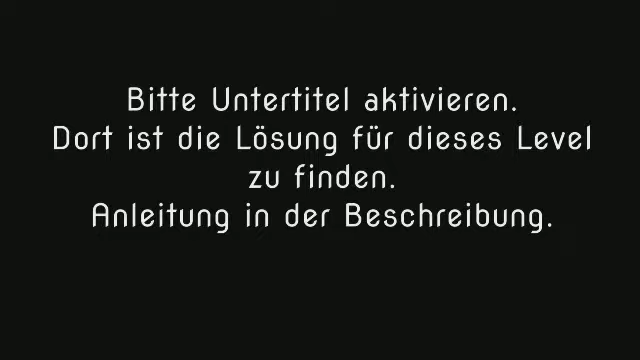 Bitte Untertitel aktivieren.
Dort ist die Lösung für dieses Level
zu finden.
Anleitung in der Beschreibung.